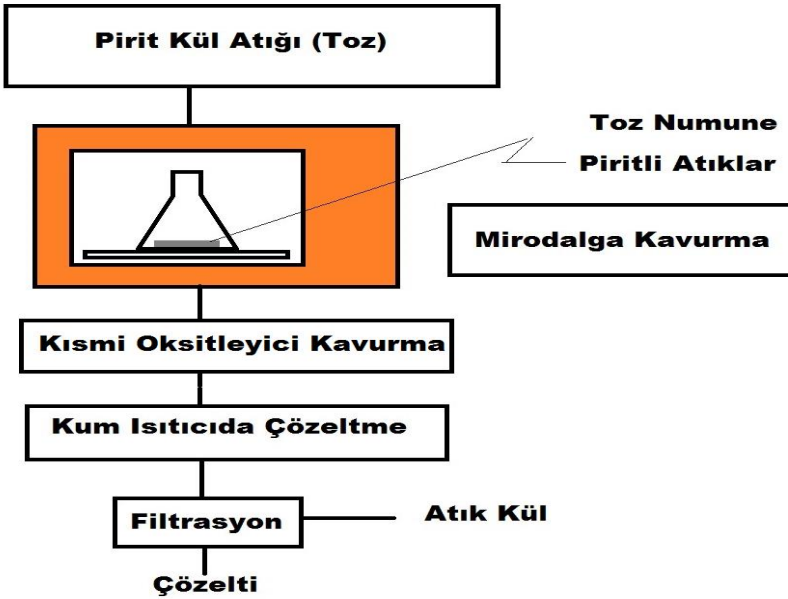 Pirit Kül Atığı (Toz)
Toz Numune
Piritli Atıklar
Mirodalga Kavurma
Kısmi Oksitleyici Kavurma
Kum Isıtıcıda Çözeltme
Filtrasyon
Atık Kül
Çözelti